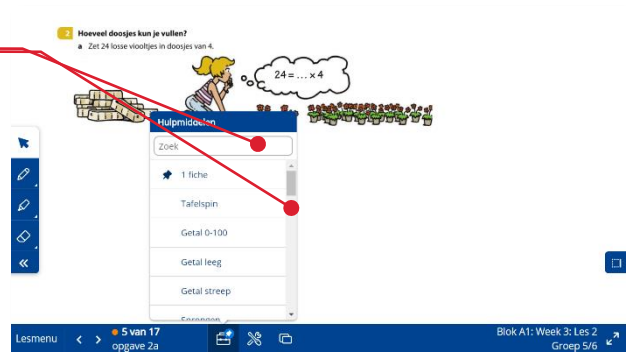 2 Hoeveel doosjes kun je vullen?
a Zet 24 losse viooltjes in doosjes van 4.
24 = ... × 4
Hulpmiddelen
Zoek
1 fiche
Tafelspin
Getal 0-100
Getal leeg
Getal streep
Sprongen
Lesmenu
5 van 17
opgave 2a
Blok A1: Week 3: Les 2
Groep 5/6